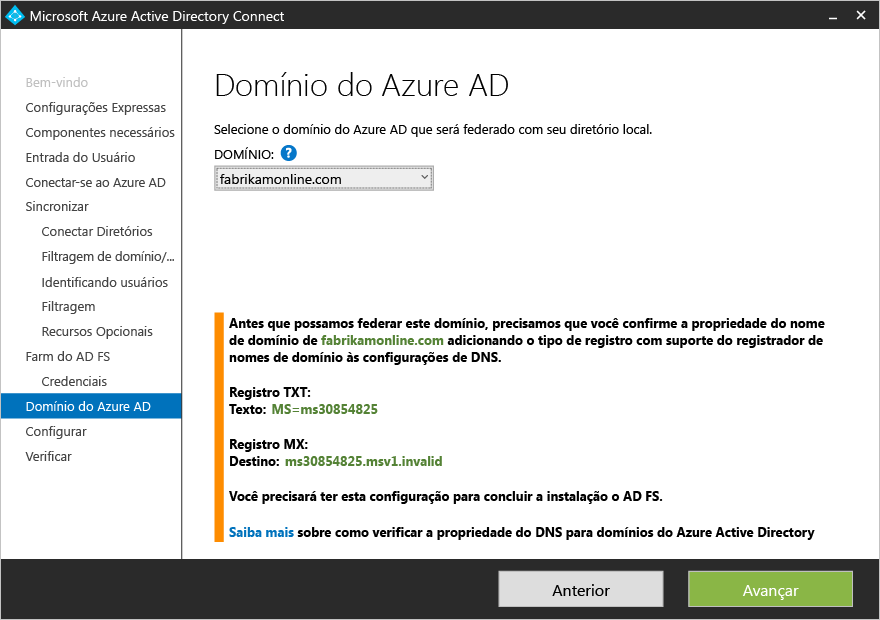 Microsoft Azure Active Directory Connect
Bem-vindo
Configurações Expressas
Componentes necessários
Entrada do Usuário
Conectar-se ao Azure AD
Sincronizar
Conectar Diretórios
Filtragem de domínio/...
Identificando usuários
Filtragem
Recursos Opcionais
Farm do AD FS
Credenciais
Domínio do Azure AD
Configurar
Verificar
Domínio do Azure AD
Selecione o domínio do Azure AD que será federado com seu diretório local.
DOMÍNIO: ?
fabrikamonline.com
Antes que possamos federar este domínio, precisamos que você confirme a propriedade do nome
de domínio de fabrikamonline.com adicionando o tipo de registro com suporte do registrador de
nomes de domínio às configurações de DNS.
Registro TXT:
Texto: MS=ms30854825
Registro MX:
Destino: ms30854825.msv1.invalid
Você precisará ter esta configuração para concluir a instalação o AD FS.
Saiba mais sobre como verificar a propriedade do DNS para domínios do Azure Active Directory
Anterior
Avançar